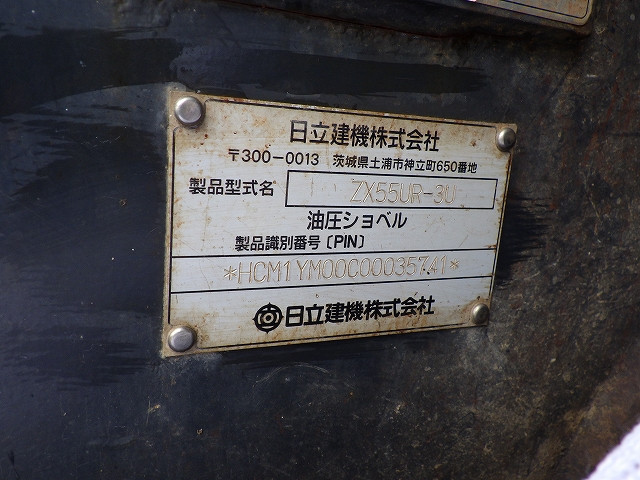 日立建機株式会社
〒300-0013 茨城県土浦市神立町650番地
製品型式名 ZX55UR-3U
油圧ショベル
製品識別番号〔PIN〕
*HCM1YM00C00035741*
日立建機株式会社